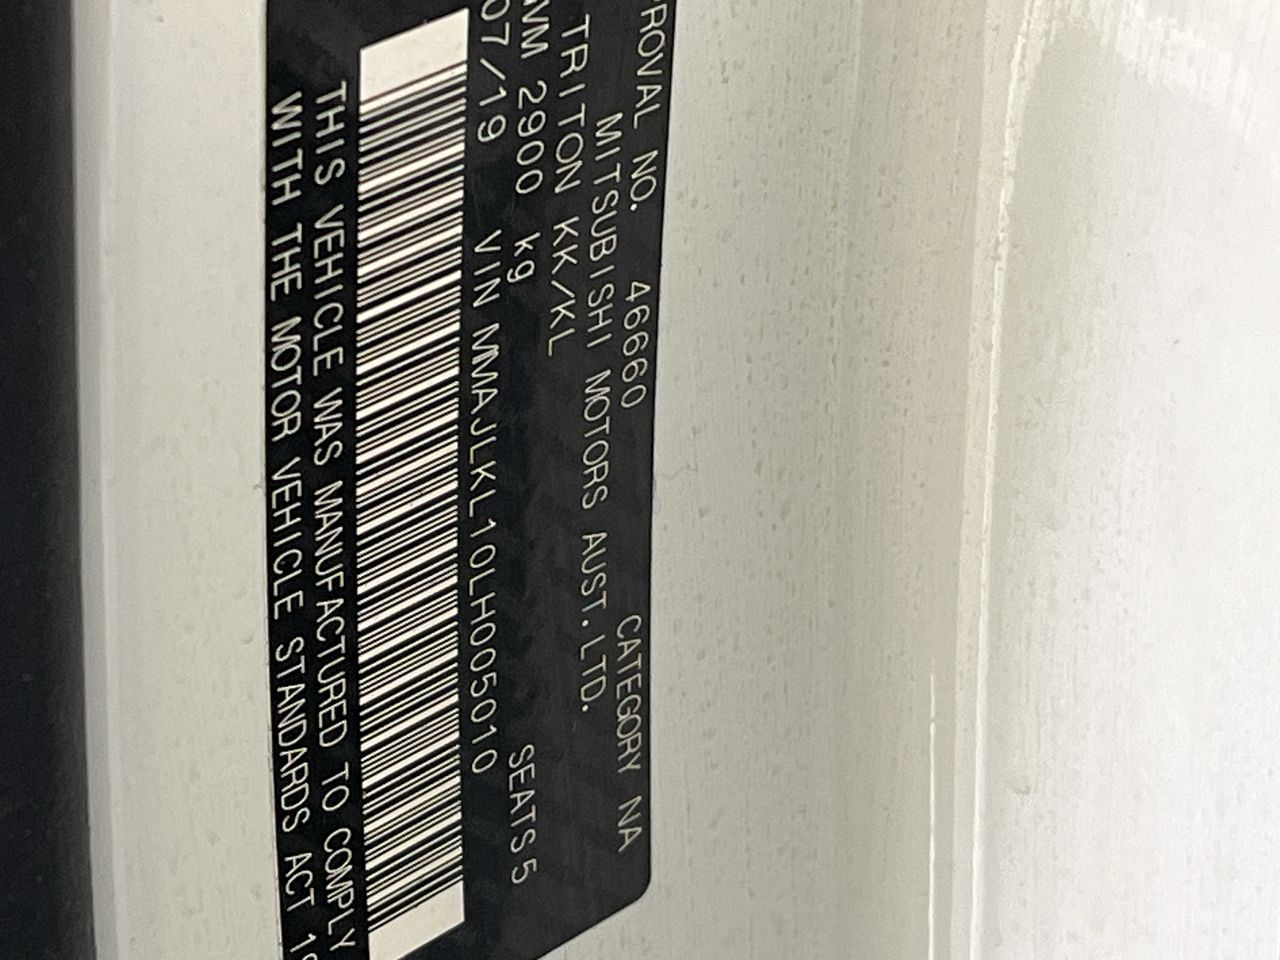 PROVAL NO. 46660 CATEGORY NA
MITSUBISHI MOTORS AUST. LTD.
TRITON KK/KL
VM 2900 kg SEATS 5
07/19 VIN MMAJLKL10LH005010
THIS VEHICLE WAS MANUFACTURED TO COMPLY
WITH THE MOTOR VEHICLE STANDARDS ACT